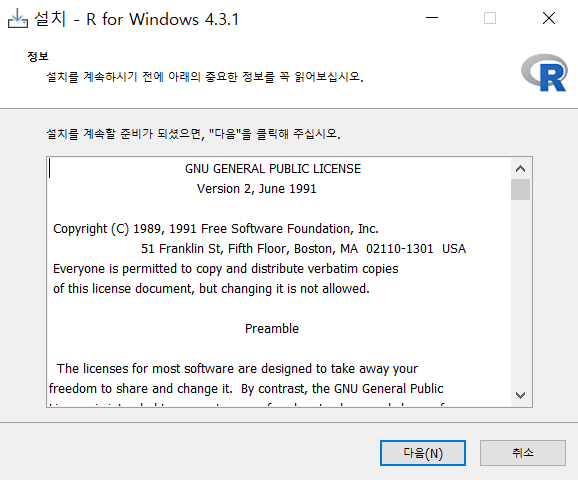 설치 - R for Windows 4.3.1
정보
설치를 계속하시기 전에 아래의 중요한 정보를 꼭 읽어보십시오.
R
설치를 계속할 준비가 되셨으면, "다음"을 클릭해 주십시오.
GNU GENERAL PUBLIC LICENSE
Version 2, June 1991
Copyright (C) 1989, 1991 Free Software Foundation, Inc.
51 Franklin St, Fifth Floor, Boston, MA 02110-1301 USA
Everyone is permitted to copy and distribute verbatim copies
of this license document, but changing it is not allowed.
Preamble
The licenses for most software are designed to take away your
freedom to share and change it. By contrast, the GNU General Public
다음(N)
취소